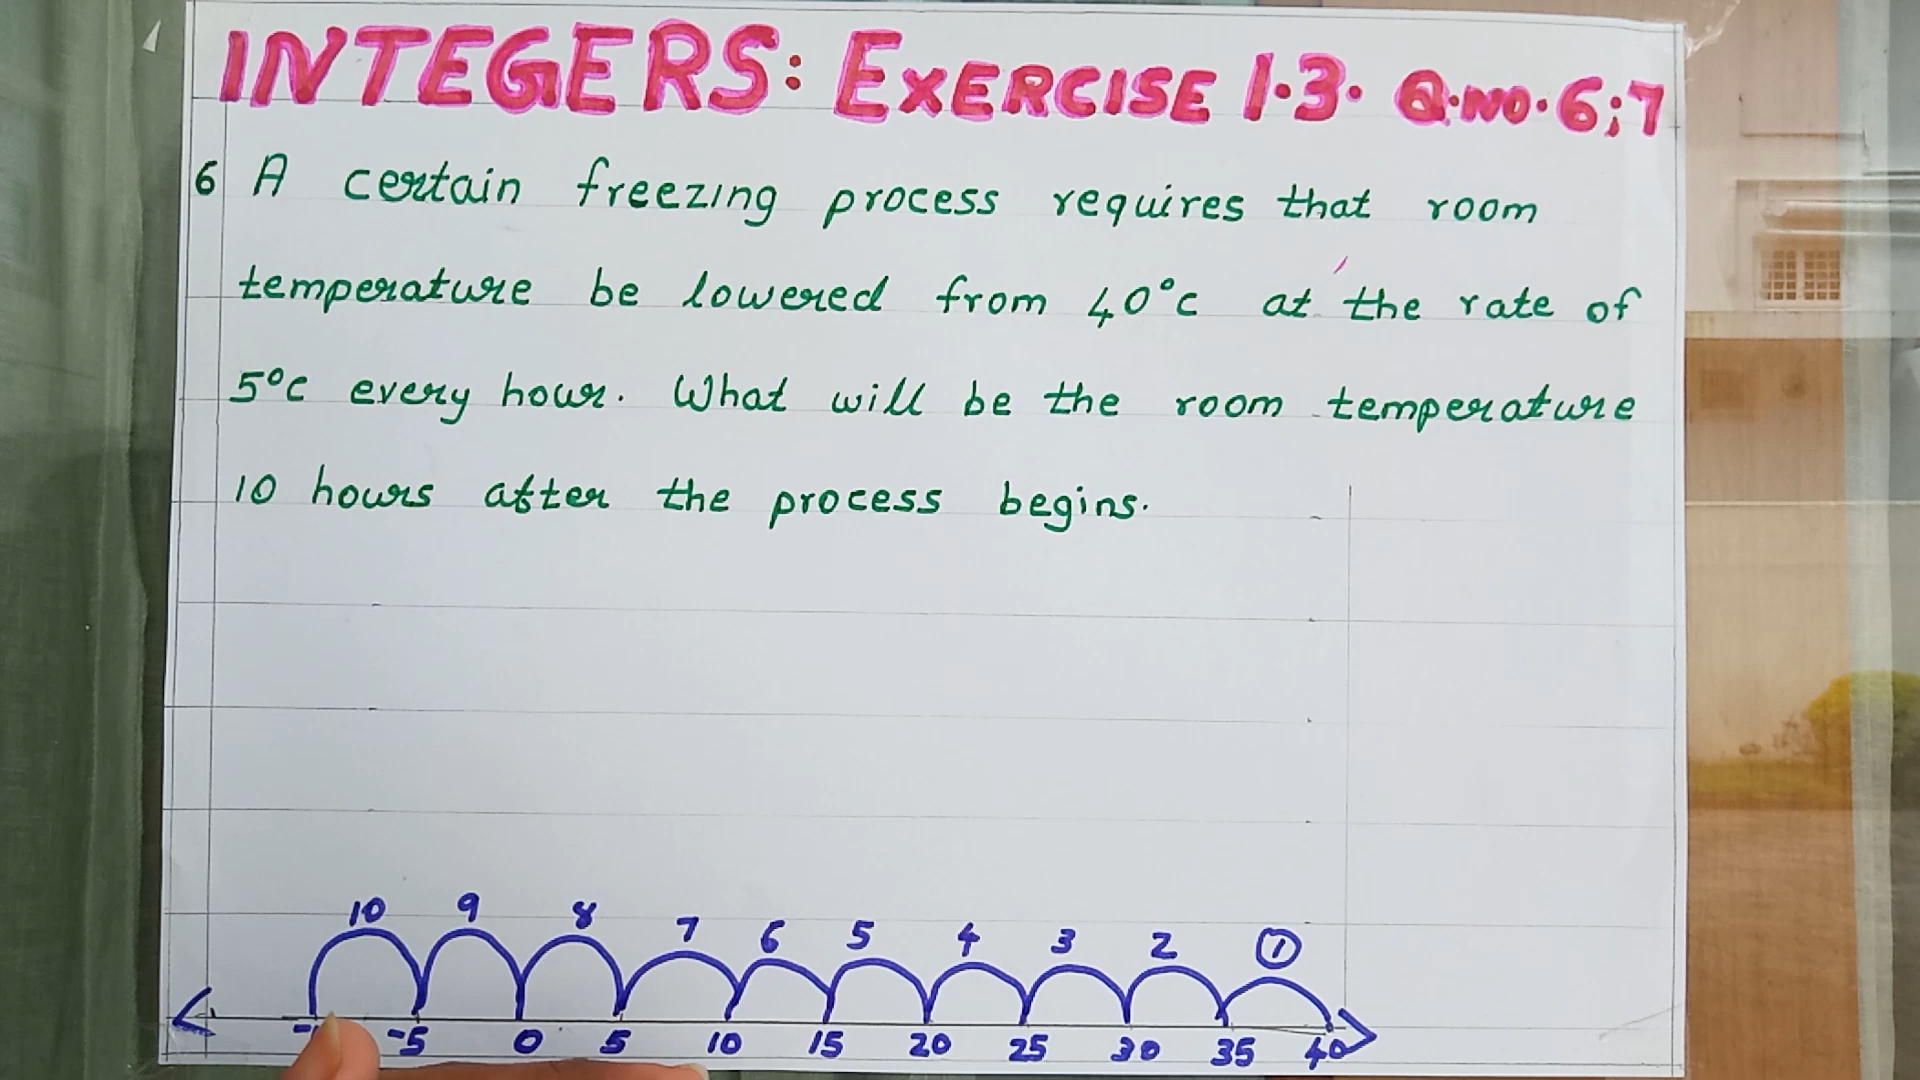 INTEGERS: EXERCISE 1.3. Q.NO.6;7
6 A certain freezing process requires that room
temperature be lowered from 40°C at the rate of
5°C every hour. What will be the room temperature
10 hours after the process begins.
10 9 8 7 6 5 4 3 2 1
-5 0 5 10 15 20 25 30 35 40